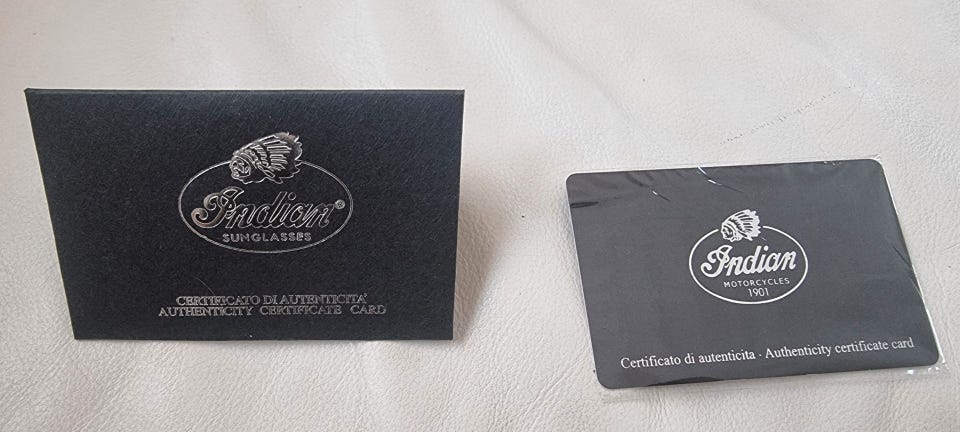 Indian®
SUNGLASSES
CERTIFICATO DI AUTENTICITA'
AUTHENTICITY CERTIFICATE CARD
Indian
MOTORCYCLES
1901
Certificato di autenticita · Authenticity certificate card